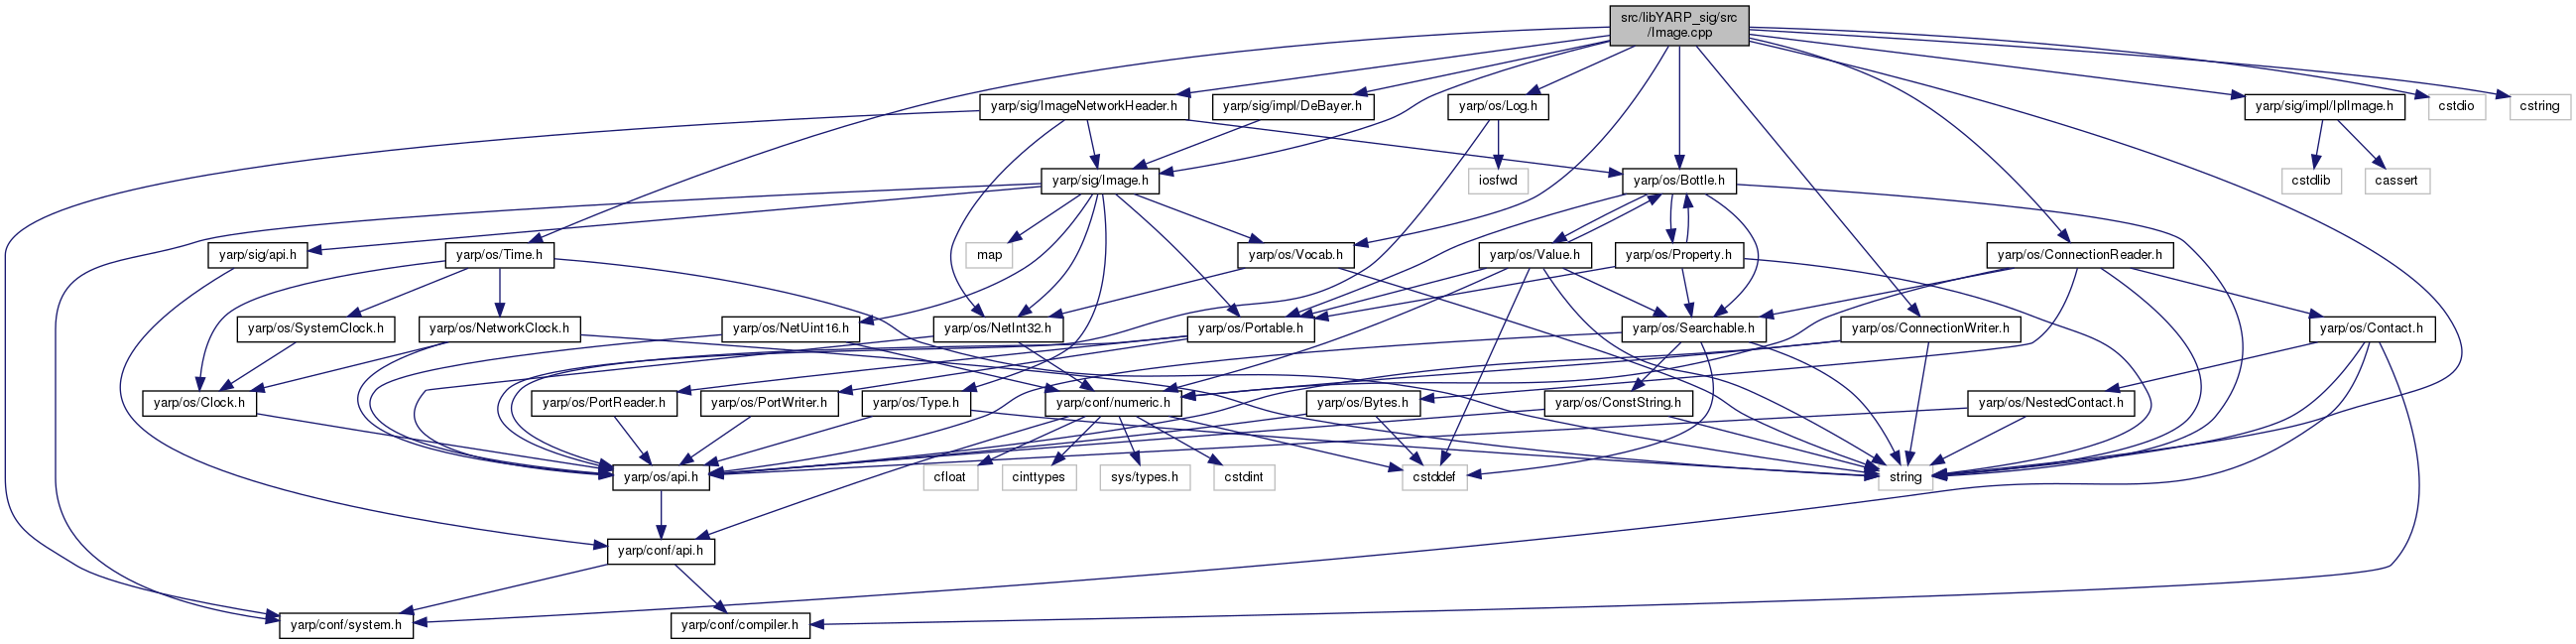 src/libYARP_sig/src
/Image.cpp
yarp/sig/ImageNetworkHeader.h
yarp/sig/impl/DeBayer.h
yarp/os/Log.h
yarp/sig/impl/IplImage.h
cstdio
cstring
yarp/sig/Image.h
iosfwd
yarp/os/Bottle.h
cstdlib
cassert
yarp/sig/api.h
yarp/os/Time.h
map
yarp/os/Vocab.h
yarp/os/Value.h
yarp/os/Property.h
yarp/os/ConnectionReader.h
yarp/os/SystemClock.h
yarp/os/NetworkClock.h
yarp/os/NetUint16.h
yarp/os/NetInt32.h
yarp/os/Portable.h
yarp/os/Searchable.h
yarp/os/ConnectionWriter.h
yarp/os/Contact.h
yarp/os/Clock.h
yarp/os/PortReader.h
yarp/os/PortWriter.h
yarp/os/Type.h
yarp/conf/numeric.h
yarp/os/Bytes.h
yarp/os/ConstString.h
yarp/os/NestedContact.h
yarp/os/api.h
cfloat
cinttypes
sys/types.h
cstdint
cstddef
string
yarp/conf/api.h
yarp/conf/system.h
yarp/conf/compiler.h